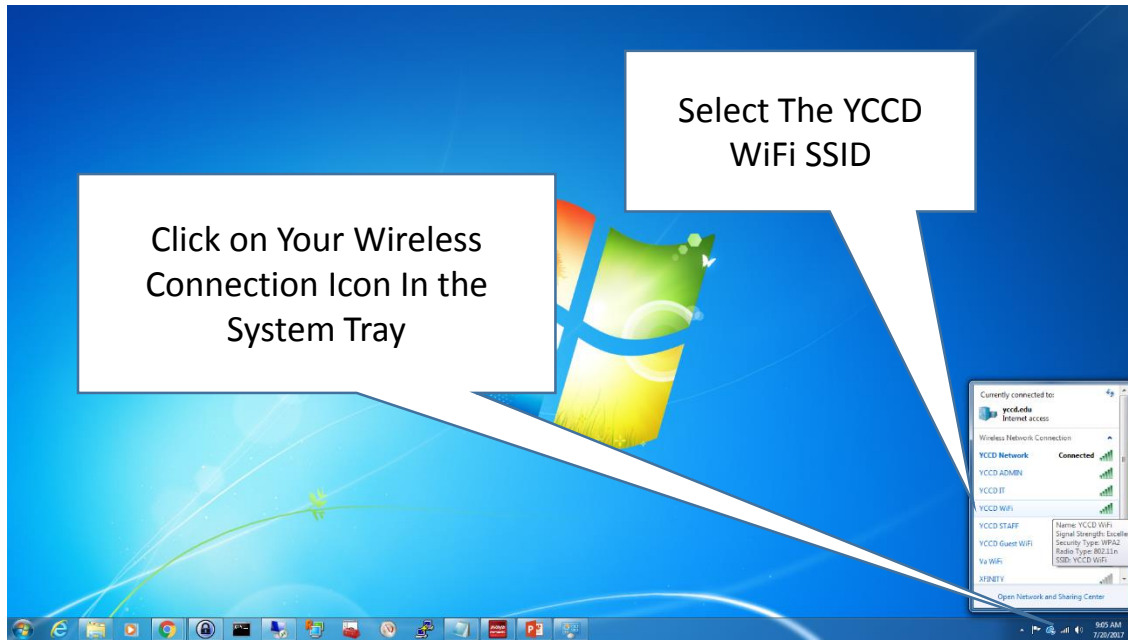 Select The YCCD
WiFi SSID
Click on Your Wireless
Connection Icon In the
System Tray
Currently connected to:
yccd.edu
Internet access
Wireless Network Connection
YCCD Network Connected
YCCD ADMIN
YCCD IT
YCCD WiFi
YCCD STAFF
YCCD Guest WiFi
Va WiFi
XFINITY
Name: YCCD WiFi
Signal Strength: Excelle
Security Type: WPA2
Radio Type: 802.11n
SSID: YCCD WiFi
Open Network and Sharing Center
9:05 AM
7/20/2017